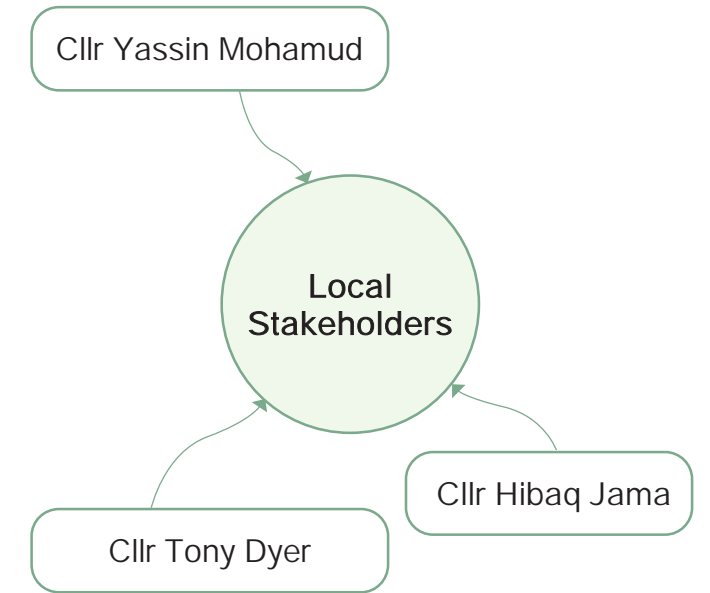 Cllr Yassin Mohamud
Local
Stakeholders
Cllr Hibaq Jama
Cllr Tony Dyer